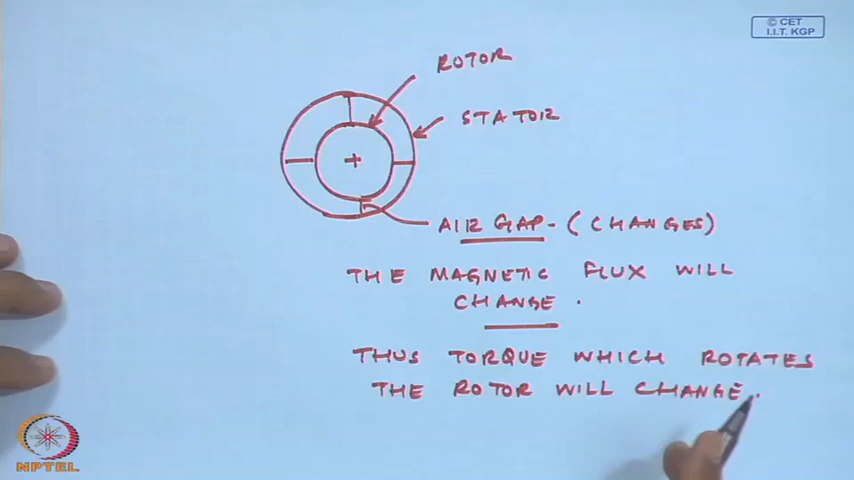 © CET
I.I.T. KGP
ROTOR
STATOR
AIR GAP - (CHANGES)
THE MAGNETIC FLUX WILL
CHANGE.
THUS TORQUE WHICH ROTATES
THE ROTOR WILL CHANGE.
NPTEL